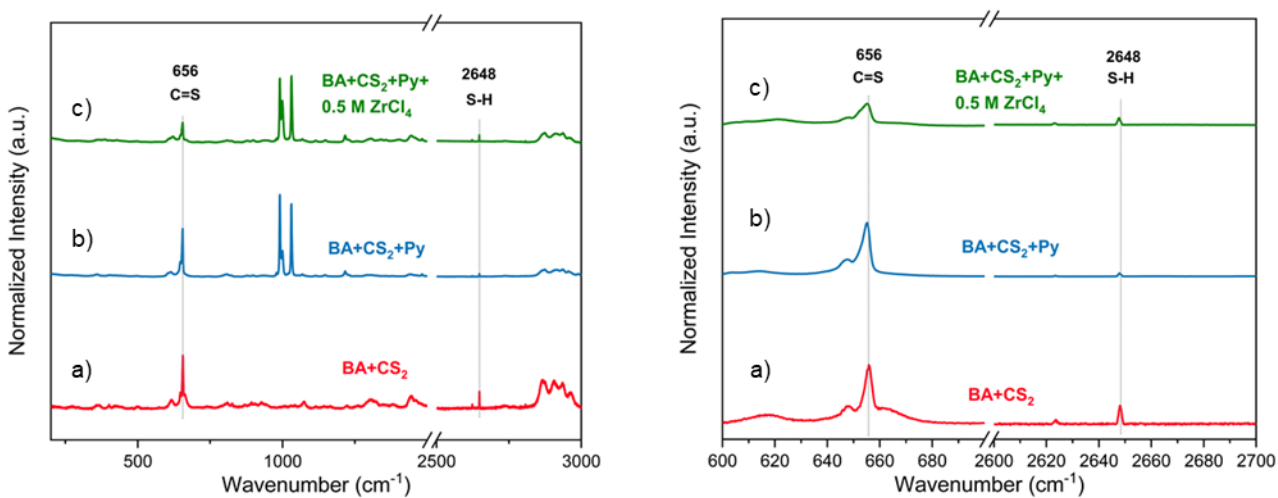 Normalized Intensity (a.u.)
c)
656
C=S
BA+CS₂+Py+
0.5 M ZrCl₄
2648
S-H
b)
BA+CS₂+Py
a)
BA+CS₂
500
1000
2500
3000
Wavenumber (cm⁻¹)
Normalized Intensity (a.u.)
c)
656
C=S
BA+CS₂+Py+
0.5 M ZrCl₄
2648
S-H
b)
BA+CS₂+Py
a)
BA+CS₂
600
620
640
660
680
2600
2620
2640
2660
2680
2700
Wavenumber (cm⁻¹)